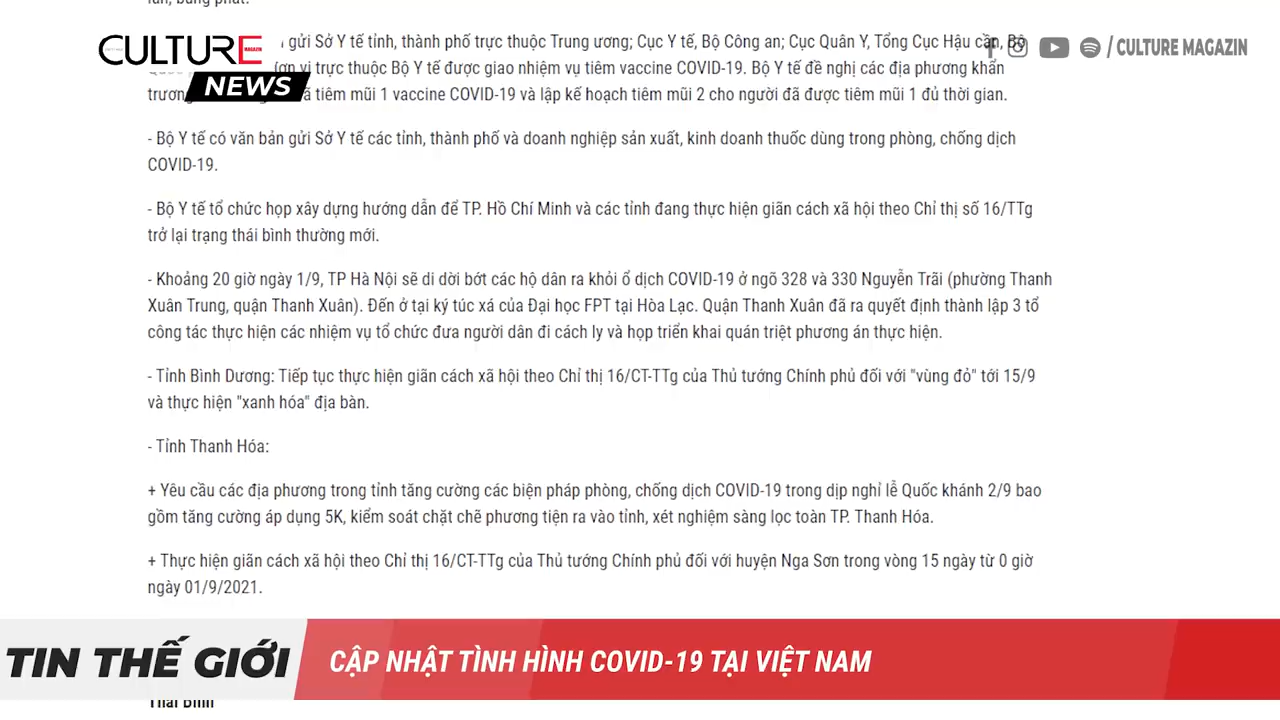 CULTURE MAGAZIN
NEWS
/ CULTURE MAGAZIN
gửi Sở Y tế tỉnh, thành phố trực thuộc Trung ương; Cục Y tế, Bộ Công an; Cục Quân Y, Tổng Cục Hậu cần, Bộ
vị trực thuộc Bộ Y tế được giao nhiệm vụ tiêm vaccine COVID-19. Bộ Y tế đề nghị các địa phương khẩn
trương tiêm mũi 1 vaccine COVID-19 và lập kế hoạch tiêm mũi 2 cho người đã được tiêm mũi 1 đủ thời gian.
- Bộ Y tế có văn bản gửi Sở Y tế các tỉnh, thành phố và doanh nghiệp sản xuất, kinh doanh thuốc dùng trong phòng, chống dịch
COVID-19.
- Bộ Y tế tổ chức họp xây dựng hướng dẫn để TP. Hồ Chí Minh và các tỉnh đang thực hiện giãn cách xã hội theo Chỉ thị số 16/TTg
trở lại trạng thái bình thường mới.
- Khoảng 20 giờ ngày 1/9, TP Hà Nội sẽ di dời bớt các hộ dân ra khỏi ổ dịch COVID-19 ở ngõ 328 và 330 Nguyễn Trãi (phường Thanh
Xuân Trung, quận Thanh Xuân). Đến ở tại ký túc xá của Đại học FPT tại Hòa Lạc. Quận Thanh Xuân đã ra quyết định thành lập 3 tổ
công tác thực hiện các nhiệm vụ tổ chức đưa người dân đi cách ly và họp triển khai quán triệt phương án thực hiện.
- Tỉnh Bình Dương: Tiếp tục thực hiện giãn cách xã hội theo Chỉ thị 16/CT-TTg của Thủ tướng Chính phủ đối với "vùng đỏ" tới 15/9
và thực hiện "xanh hóa" địa bàn.
- Tỉnh Thanh Hóa:
+ Yêu cầu các địa phương trong tỉnh tăng cường các biện pháp phòng, chống dịch COVID-19 trong dịp nghỉ lễ Quốc khánh 2/9 bao
gồm tăng cường áp dụng 5K, kiểm soát chặt chẽ phương tiện ra vào tỉnh, xét nghiệm sàng lọc toàn TP. Thanh Hóa.
+ Thực hiện giãn cách xã hội theo Chỉ thị 16/CT-TTg của Thủ tướng Chính phủ đối với huyện Nga Sơn trong vòng 15 ngày từ 0 giờ
ngày 01/9/2021.
TIN THẾ GIỚI
CẬP NHẬT TÌNH HÌNH COVID-19 TẠI VIỆT NAM